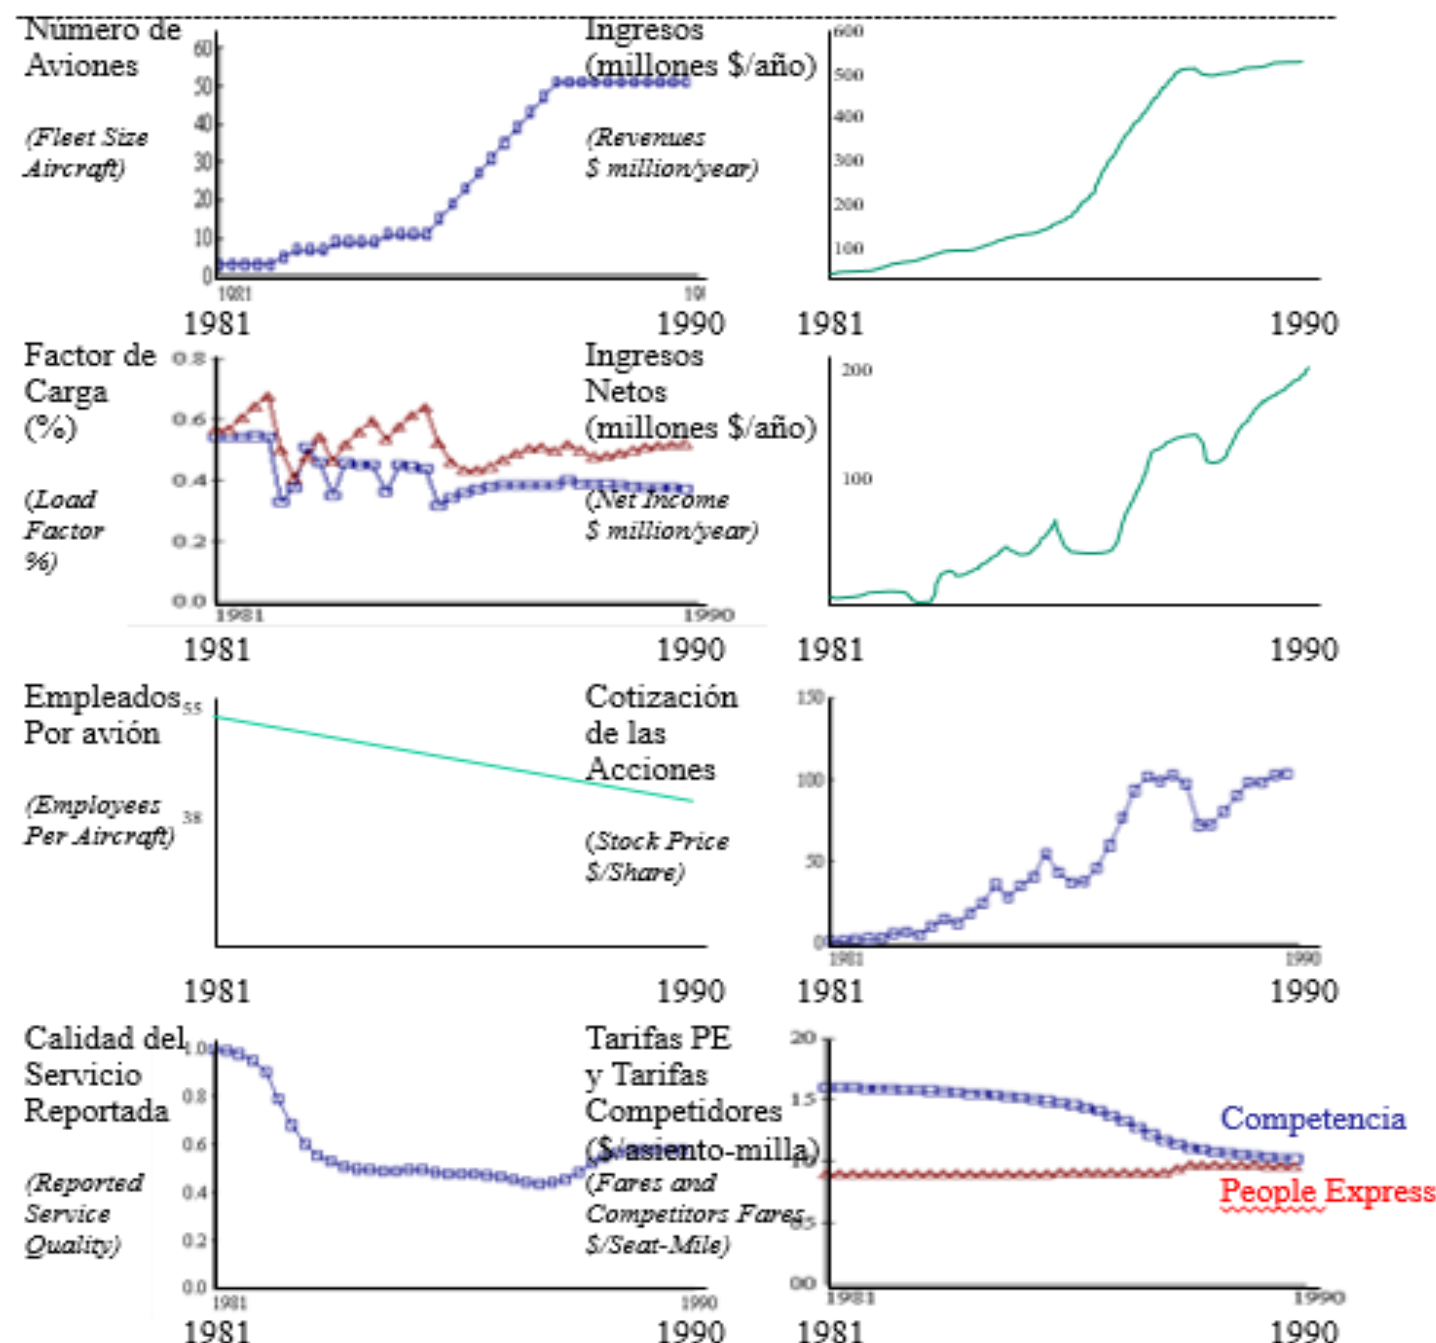 Número de
Aviones
(Fleet Size
Aircraft)
60
50
40
30
20
10
0
1981
19
1981
1990
Ingresos
(millones $/año)
(Revenues
$ million/year)
600
500
400
300
200
100
1981
1990
Factor de
Carga
(%)
(Load
Factor
%)
0.8
0.6
0.4
0.2
0.0
1981
1990
1981
1990
Ingresos
Netos
(millones $/año)
(Net Income
$ million/year)
200
100
1981
1990
Empleados
Por avión
(Employees
Per Aircraft)
55
38
1981
1990
Cotización
de las
Acciones
(Stock Price
$/Share)
150
100
50
0
1981
1990
1981
1990
Calidad del
Servicio
Reportada
(Reported
Service
Quality)
1.0
0.8
0.6
0.4
0.2
0.0
1981
1990
1981
1990
Tarifas PE
y Tarifas
Competidores
($/asiento-milla)
(Fares and
Competitors Fares
$/Seat-Mile)
20
15
10
05
00
Competencia
People Express
1981
1990
1981
1990